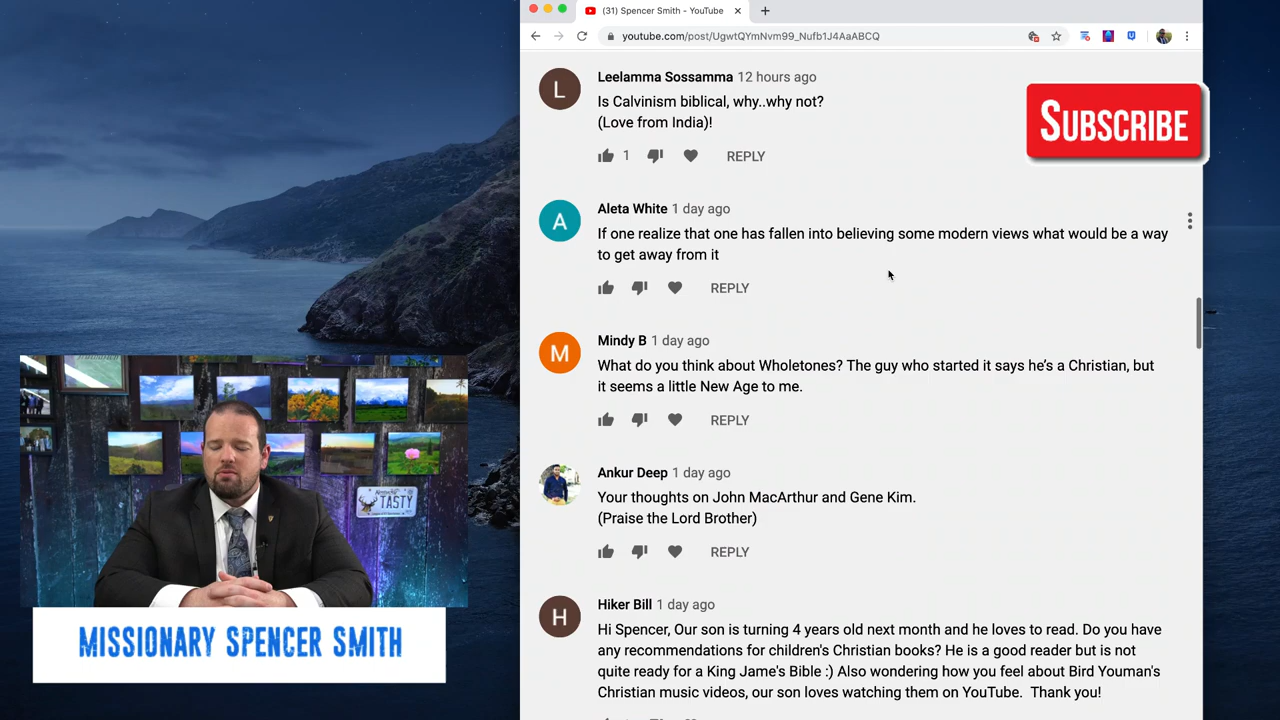 (31) Spencer Smith - YouTube
youtube.com/post/UgwtQYmNvm99_Nufb1J4AaABCQ
L
Leelamma Sossamma 12 hours ago
Is Calvinism biblical, why..why not?
(Love from India)!
1 REPLY
SUBSCRIBE
A
Aleta White 1 day ago
If one realize that one has fallen into believing some modern views what would be a way
to get away from it
REPLY
M
Mindy B 1 day ago
What do you think about Wholetones? The guy who started it says he's a Christian, but
it seems a little New Age to me.
REPLY
Ankur Deep 1 day ago
Your thoughts on John MacArthur and Gene Kim.
(Praise the Lord Brother)
REPLY
H
Hiker Bill 1 day ago
Hi Spencer, Our son is turning 4 years old next month and he loves to read. Do you have
any recommendations for children's Christian books? He is a good reader but is not
quite ready for a King Jame's Bible :) Also wondering how you feel about Bird Youman's
Christian music videos, our son loves watching them on YouTube. Thank you!
TASTY
MISSIONARY SPENCER SMITH